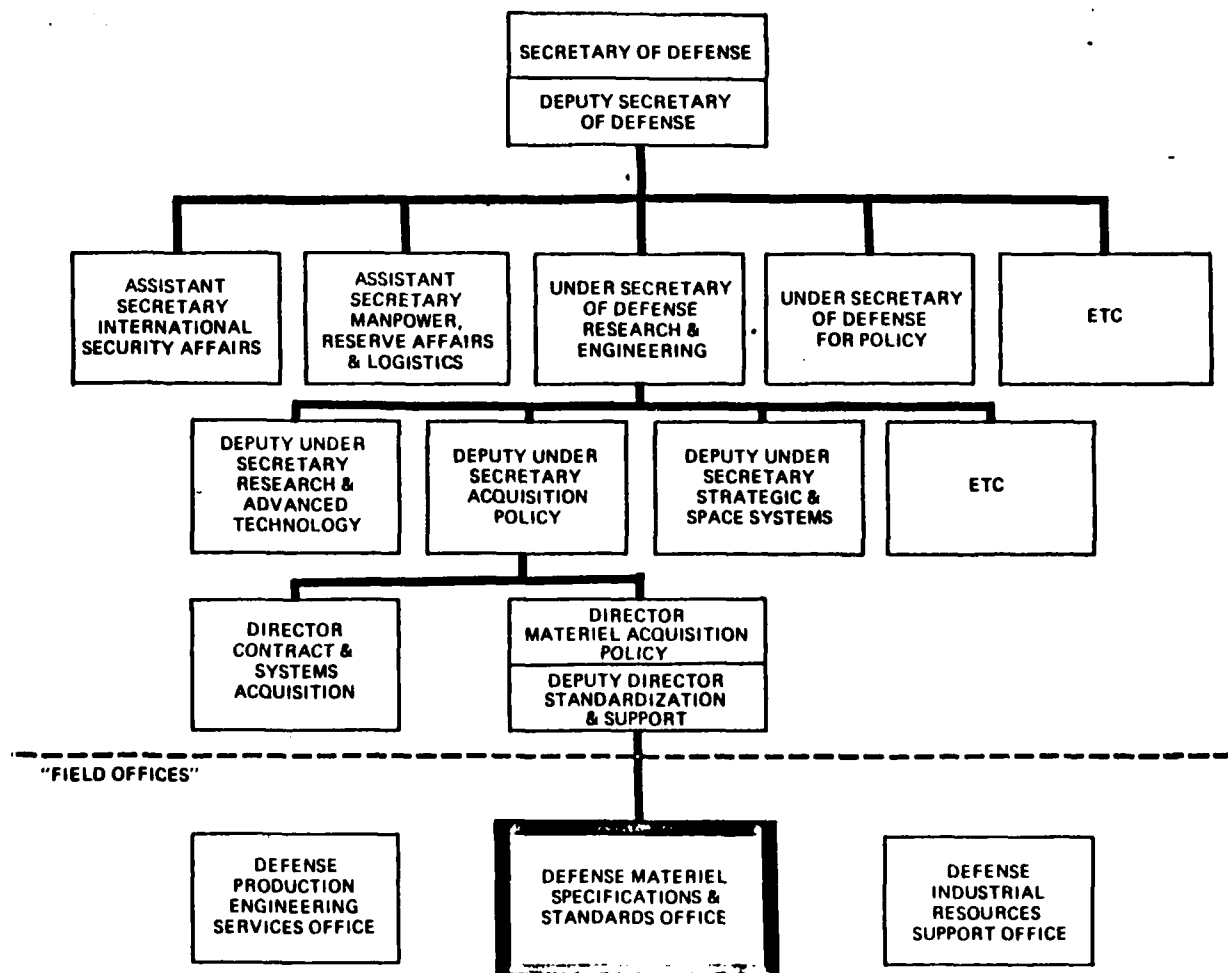 SECRETARY OF DEFENSE
DEPUTY SECRETARY
OF DEFENSE
ASSISTANT
SECRETARY
INTERNATIONAL
SECURITY AFFAIRS
ASSISTANT
SECRETARY
MANPOWER,
RESERVE AFFAIRS
& LOGISTICS
UNDER SECRETARY
OF DEFENSE
RESEARCH &
ENGINEERING
UNDER SECRETARY
OF DEFENSE
FOR POLICY
ETC
DEPUTY UNDER
SECRETARY
RESEARCH &
ADVANCED
TECHNOLOGY
DEPUTY UNDER
SECRETARY
ACQUISITION
POLICY
DEPUTY UNDER
SECRETARY
STRATEGIC &
SPACE SYSTEMS
ETC
DIRECTOR
CONTRACT &
SYSTEMS
ACQUISITION
DIRECTOR
MATERIEL ACQUISITION
POLICY
DEPUTY DIRECTOR
STANDARDIZATION
& SUPPORT
"FIELD OFFICES"
DEFENSE
PRODUCTION
ENGINEERING
SERVICES OFFICE
DEFENSE MATERIEL
SPECIFICATIONS &
STANDARDS OFFICE
DEFENSE
INDUSTRIAL
RESOURCES
SUPPORT OFFICE